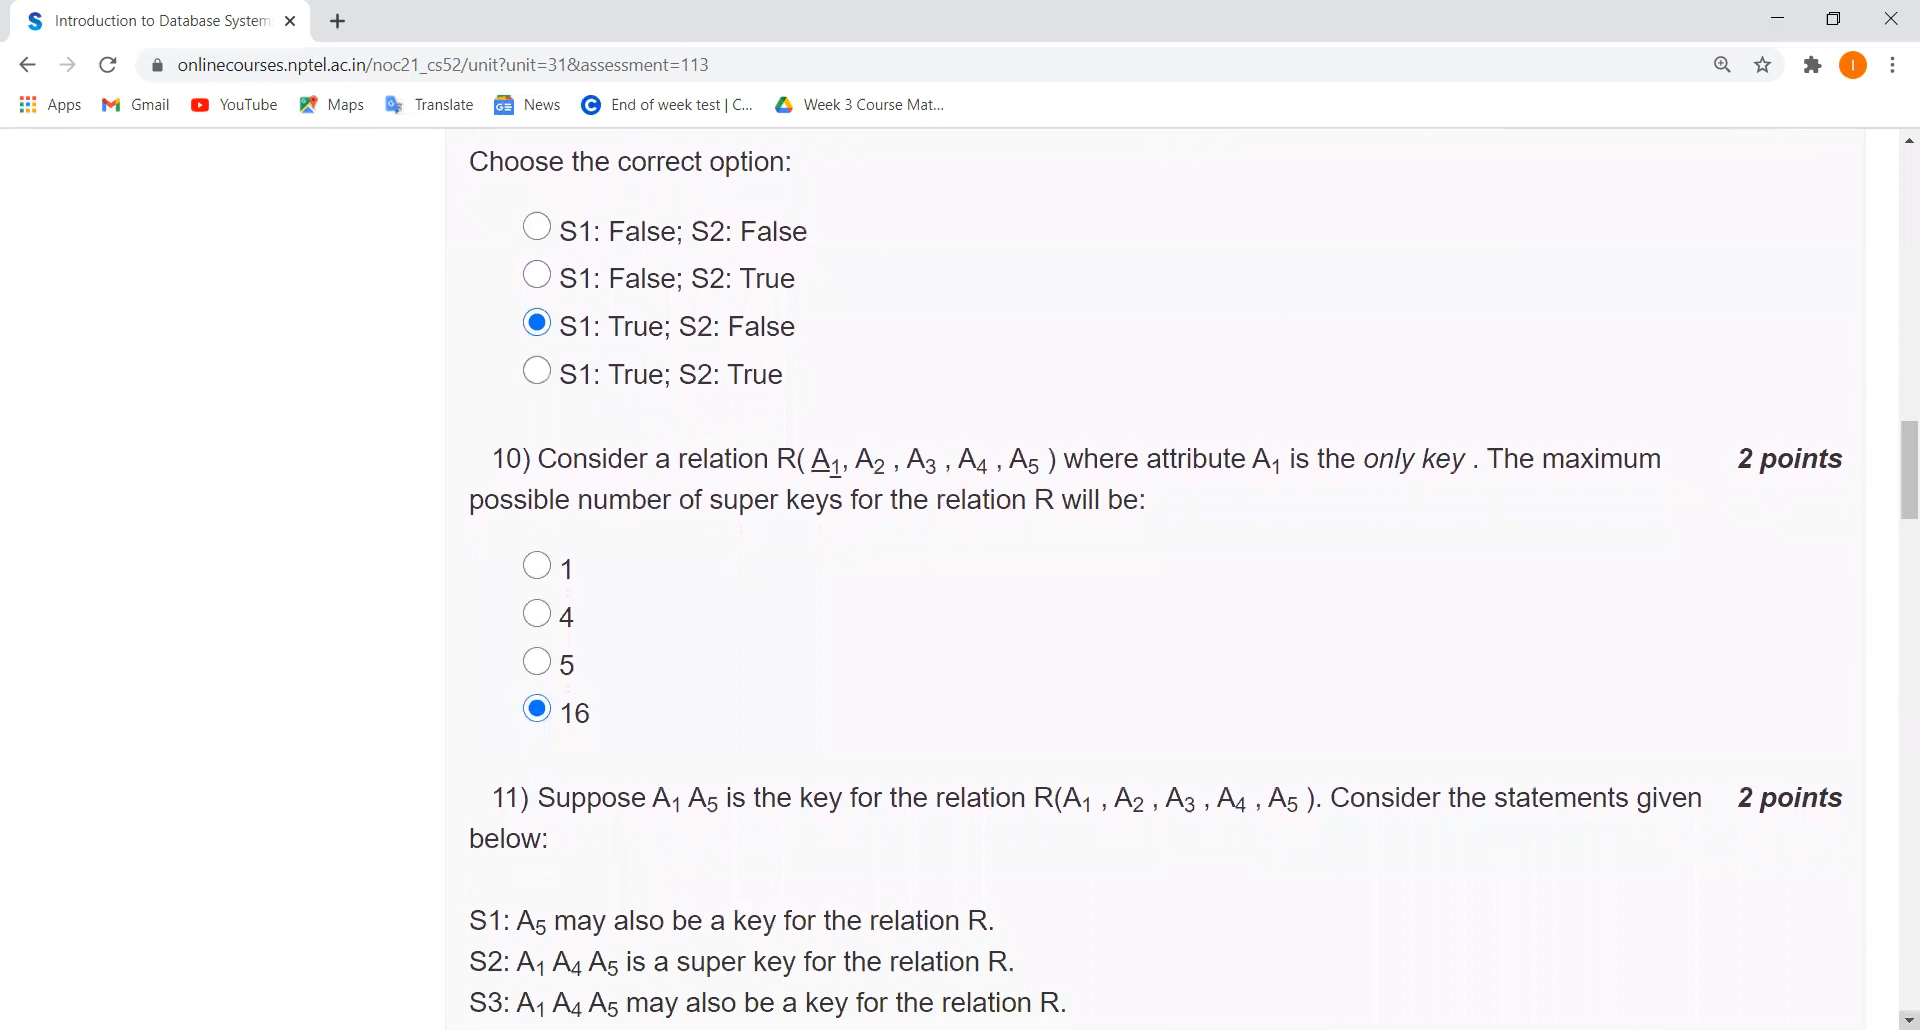 Introduction to Database System
onlinecourses.nptel.ac.in/noc21_cs52/unit?unit=31&assessment=113
I
Apps Gmail YouTube Maps Translate News End of week test | C... Week 3 Course Mat...
Choose the correct option:
S1: False; S2: False
S1: False; S2: True
S1: True; S2: False
S1: True; S2: True
10) Consider a relation R( A1, A2 , A3 , A4 , A5 ) where attribute A1 is the only key . The maximum 2 points
possible number of super keys for the relation R will be:
1
4
5
16
11) Suppose A1 A5 is the key for the relation R(A1 , A2 , A3 , A4 , A5 ). Consider the statements given 2 points
below:
S1: A5 may also be a key for the relation R.
S2: A1 A4 A5 is a super key for the relation R.
S3: A1 A4 A5 may also be a key for the relation R.